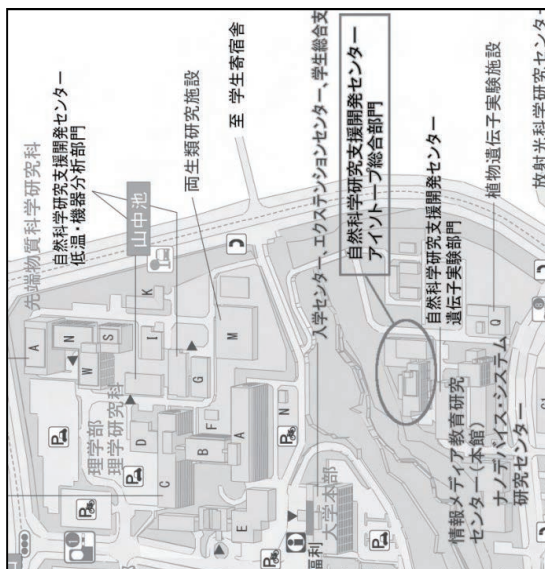 先端物質科学研究科
自然科学研究支援開発センター
低温・機器分析部門
山中池
両生類研究施設
至 学生寄宿舎
A
N
S
W
K
I
G
M
理学部
理学研究科
D
F
B
A
C
E
N
P
P
P
P
P
P
大学本部
福利
入学センター、エクステンションセンター、学生総合支
自然科学研究支援開発センター
アイソトープ総合部門
自然科学研究支援開発センター
遺伝子実験部門
植物遺伝子実験施設
Q
情報メディア教育研究
センター(本館)
ナノデバイス・システム
研究センター
放射光科学研究センタ